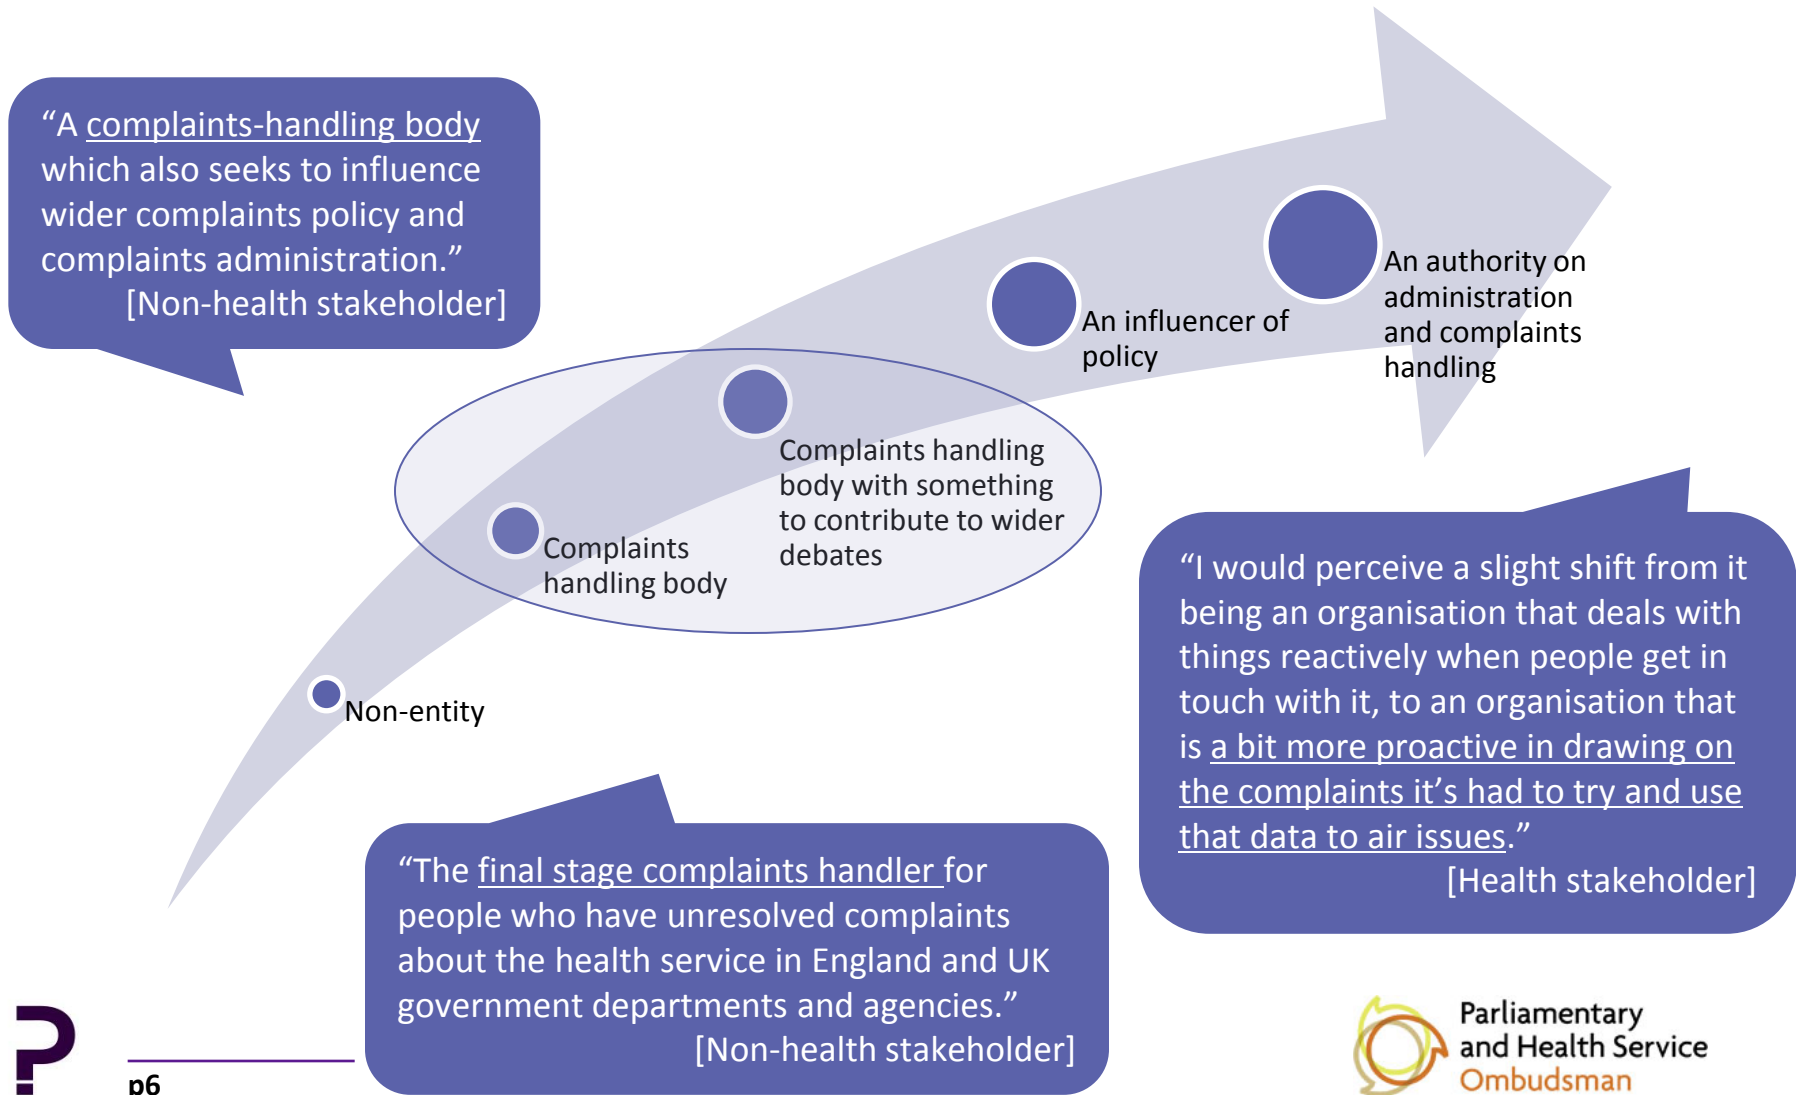 “A complaints-handling body
which also seeks to influence
wider complaints policy and
complaints administration.”
[Non-health stakeholder]
An authority on
administration
and complaints
handling
An influencer of
policy
Complaints handling
body with something
to contribute to wider
debates
Complaints
handling body
Non-entity
“I would perceive a slight shift from it
being an organisation that deals with
things reactively when people get in
touch with it, to an organisation that
is a bit more proactive in drawing on
the complaints it’s had to try and use
that data to air issues.”
[Health stakeholder]
“The final stage complaints handler for
people who have unresolved complaints
about the health service in England and UK
government departments and agencies.”
[Non-health stakeholder]
p6
Parliamentary
and Health Service
Ombudsman